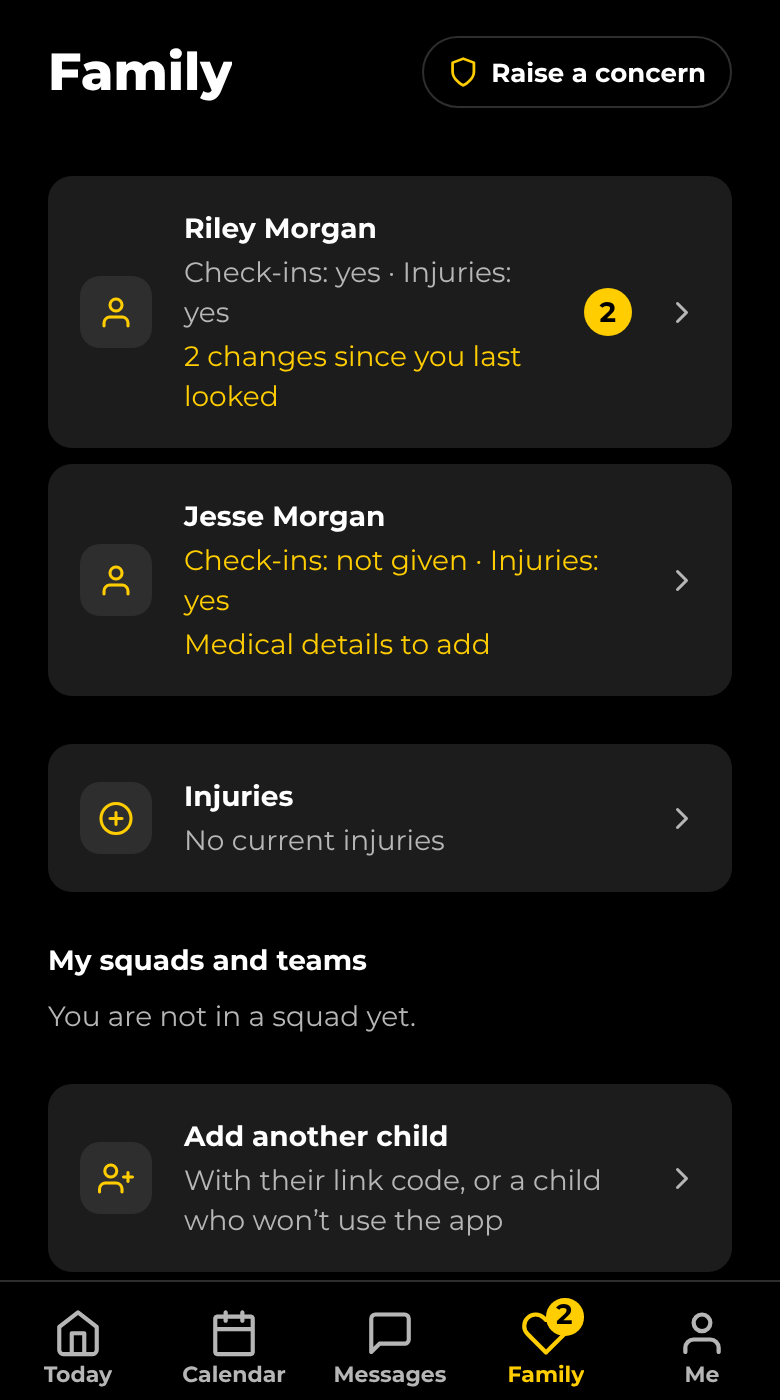 Family
Raise a concern
Riley Morgan
Check-ins: yes · Injuries:
yes
2 changes since you last
looked
2
Jesse Morgan
Check-ins: not given · Injuries:
yes
Medical details to add
Injuries
No current injuries
My squads and teams
You are not in a squad yet.
Add another child
With their link code, or a child
who won’t use the app
2
Today
Calendar
Messages
Family
Me